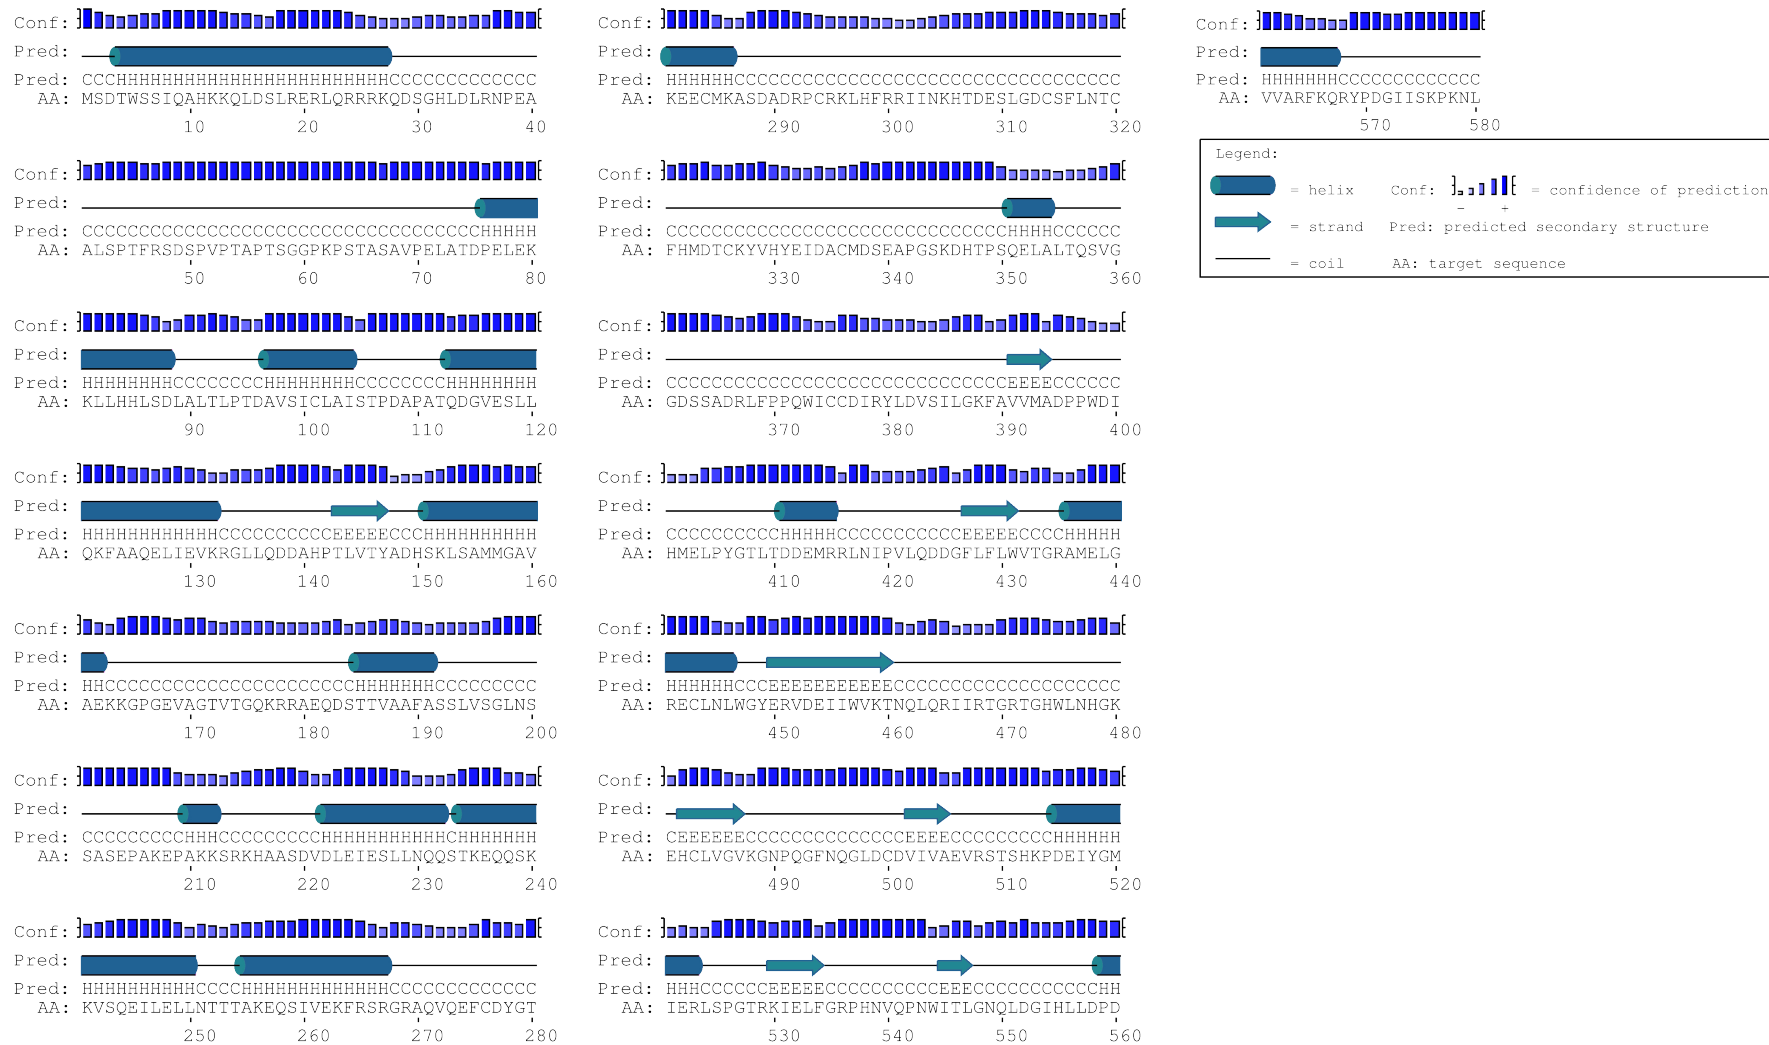 Conf:
Pred:
Pred: CCCHHHHHHHHHHHHHHHHHHHHHHHHCCCCCCCCCCCCC
AA: MSDTWSSIQAHKKQLDSLRERLQRRRKQDSGHLDLRNPEA
10 20 30 40
Conf:
Pred:
Pred: CCCCCCCCCCCCCCCCCCCCCCCCCCCCCCCCCCCHHHHH
AA: ALSPTFRSDSPVPTAPTSGGPKPSTASAVPELATDPELEK
50 60 70 80
Conf:
Pred:
Pred: HHHHHHHHCCCCCCCCHHHHHHHHCCCCCCCCHHHHHHHH
AA: KLLHHLSDLALTLPTDAVSICLAISTPDAPATQDGVESLL
90 100 110 120
Conf:
Pred:
Pred: HHHHHHHHHHHHCCCCCCCCCCEEEEECCCHHHHHHHHHH
AA: QKFAAQELIEVKRGLLQDDAHPTLVTYADHSKLSAMMGAV
130 140 150 160
Conf:
Pred:
Pred: HHCCCCCCCCCCCCCCCCCCCCCCHHHHHHHCCCCCCCCC
AA: AEKKGPGEVAGTVTGQKRRAEQDSTTVAAFASSLVSGLNS
170 180 190 200
Conf:
Pred:
Pred: CCCCCCCCCHHHCCCCCCCCCHHHHHHHHHHHCHHHHHHH
AA: SASEPAKEPAKKSRKHAASDVDLEIESLLNQQSTKEQQSK
210 220 230 240
Conf:
Pred:
Pred: HHHHHHHHHHCCCCHHHHHHHHHHHHHCCCCCCCCCCCCC
AA: KVSQEILELLNTTTAKEQSIVEKFRSRGRAQVQEFCDYGT
250 260 270 280
Conf:
Pred:
Pred: HHHHHHCCCCCCCCCCCCCCCCCCCCCCCCCCCCCCCCCC
AA: KEECMKASDADRPCRKLHFRRIINKHTDESLGDCSFLNTC
290 300 310 320
Conf:
Pred:
Pred: CCCCCCCCCCCCCCCCCCCCCCCCCCCCCCHHHHCCCCCC
AA: FHMDTCKYVHYEIDACMDSEAPGSKDHTPSQELALTQSVG
330 340 350 360
Conf:
Pred:
Pred: CCCCCCCCCCCCCCCCCCCCCCCCCCCCCCEEEECCCCCC
AA: GDSSADRLFPPQWICCDIRYLDVSILGKFAVVMADPPWDI
370 380 390 400
Conf:
Pred:
Pred: CCCCCCCCCCHHHHHCCCCCCCCCCCEEEEECCCCHHHHH
AA: HMELPYGTLTDDEMRRLNIPVLQDDGFLFLWVTGRAMELG
410 420 430 440
Conf:
Pred:
Pred: HHHHHHCCCEEEEEEEEEEECCCCCCCCCCCCCCCCCCCC
AA: RECLNLWGYERVDEIIWVKTNQLQRIIRTGRTGHWLNHGK
450 460 470 480
Conf:
Pred:
Pred: CEEEEEECCCCCCCCCCCCCCEEEECCCCCCCCCHHHHHH
AA: EHCLVGVKGNPQGFNQGLDCDVIVAEVRSTSHKPDEIYGM
490 500 510 520
Conf:
Pred:
Pred: HHHCCCCCCEEEEECCCCCCCCCCEEECCCCCCCCCCCHH
AA: IERLSPGTRKIELFGRPHNVQPNWITLGNQLDGIHLLDPD
530 540 550 560
Conf:
Pred:
Pred: HHHHHHHCCCCCCCCCCCCC
AA: VVARFKQRYPDGIISKPKNL
570 580
Legend:
= helix Conf: = confidence of prediction
- +
= strand Pred: predicted secondary structure
= coil AA: target sequence